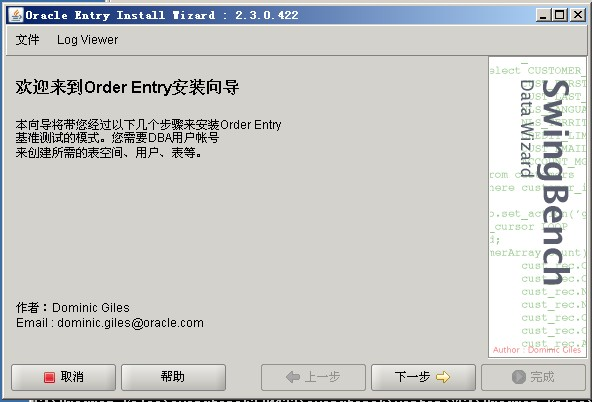 Oracle Entry Install Wizard : 2.3.0.422
文件 Log Viewer
欢迎来到Order Entry安装向导
本向导将带您经过以下几个步骤来安装Order Entry
基准测试的模式。您需要DBA用户帐号
来创建所需的表空间、用户、表等。
作者：Dominic Giles
Email : dominic.giles@oracle.com
SwingBench
Data Wizard
elect CUSTOMER_
Author : Dominic Giles
取消 帮助 上一步 下一步 完成